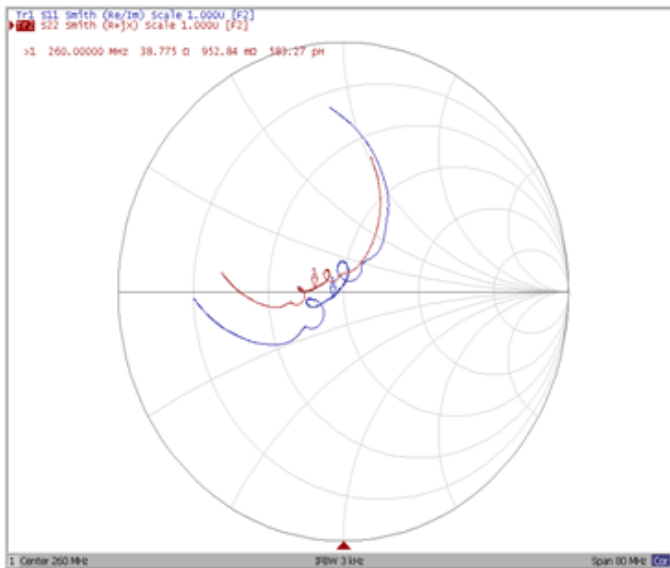 Tr1 S11 Smith (Re/Im) Scale 1.000U [F2]
Tr2 S22 Smith (R+jX) Scale 1.000U [F2]
>1 260.00000 MHz 38.775 Ω 952.84 mΩ 583.27 pH
1 Center 260 MHz IFBW 3 kHz Span 80 MHz Cor